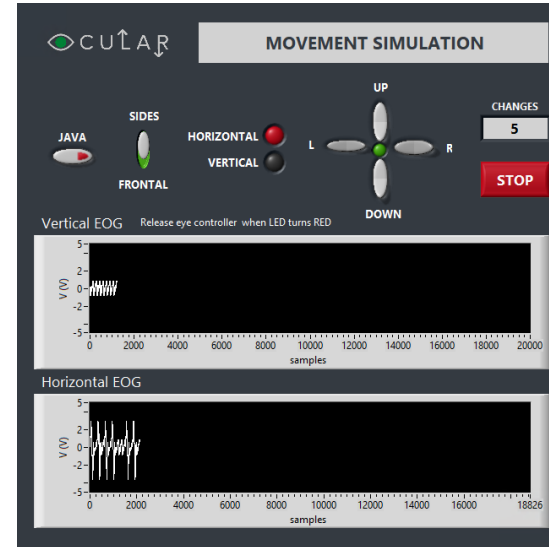 OCULAR
MOVEMENT SIMULATION
UP
CHANGES
5
SIDES
JAVA
HORIZONTAL
L
R
VERTICAL
FRONTAL
STOP
DOWN
Vertical EOG
Release eye controller when LED turns RED
5
2
0
-2
-5
V (V)
0 2000 4000 6000 8000 10000 12000 14000 16000 18000 20000
samples
Horizontal EOG
5
2
0
-2
-5
V (V)
0 2000 4000 6000 8000 10000 12000 14000 16000 18826
samples